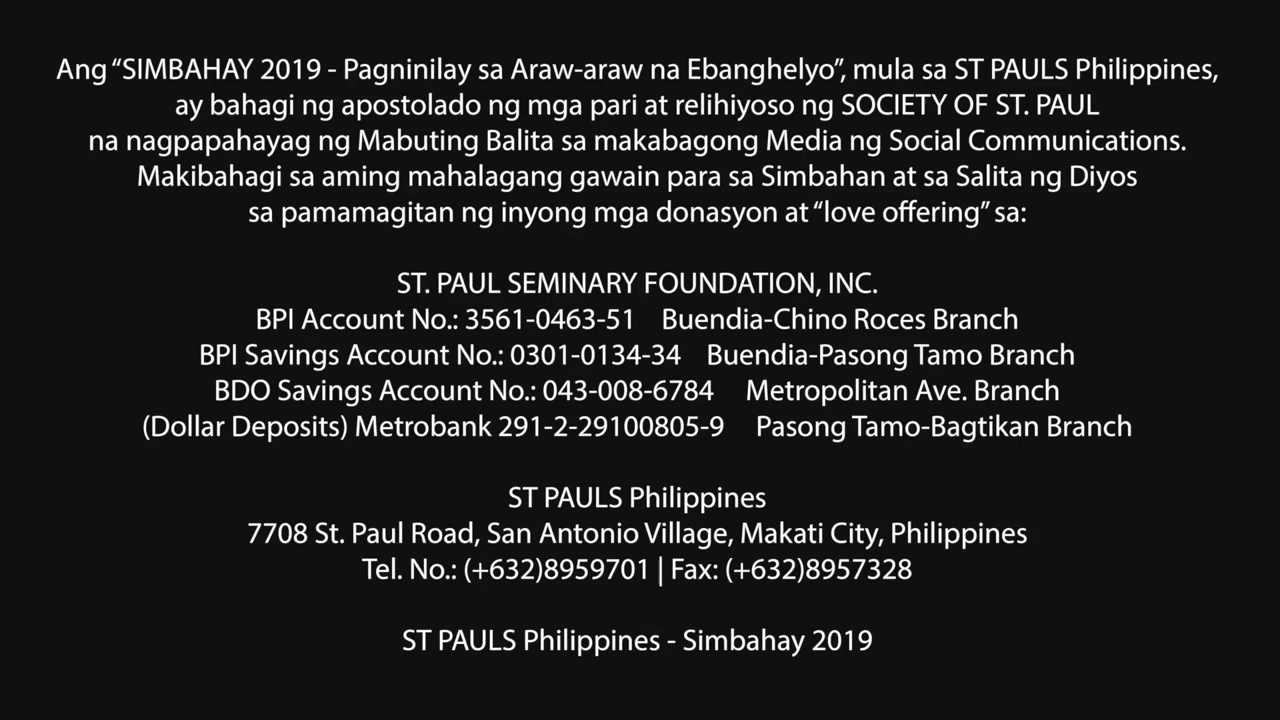 Ang “SIMBAHAY 2019 - Pagninilay sa Araw-araw na Ebanghelyo”, mula sa ST PAULS Philippines,
ay bahagi ng apostolado ng mga pari at relihiyoso ng SOCIETY OF ST. PAUL
na nagpapahayag ng Mabuting Balita sa makabagong Media ng Social Communications.
Makibahagi sa aming mahalagang gawain para sa Simbahan at sa Salita ng Diyos
sa pamamagitan ng inyong mga donasyon at “love offering” sa:
ST. PAUL SEMINARY FOUNDATION, INC.
BPI Account No.: 3561-0463-51 Buendia-Chino Roces Branch
BPI Savings Account No.: 0301-0134-34 Buendia-Pasong Tamo Branch
BDO Savings Account No.: 043-008-6784 Metropolitan Ave. Branch
(Dollar Deposits) Metrobank 291-2-29100805-9 Pasong Tamo-Bagtikan Branch
ST PAULS Philippines
7708 St. Paul Road, San Antonio Village, Makati City, Philippines
Tel. No.: (+632)8959701 | Fax: (+632)8957328
ST PAULS Philippines - Simbahay 2019